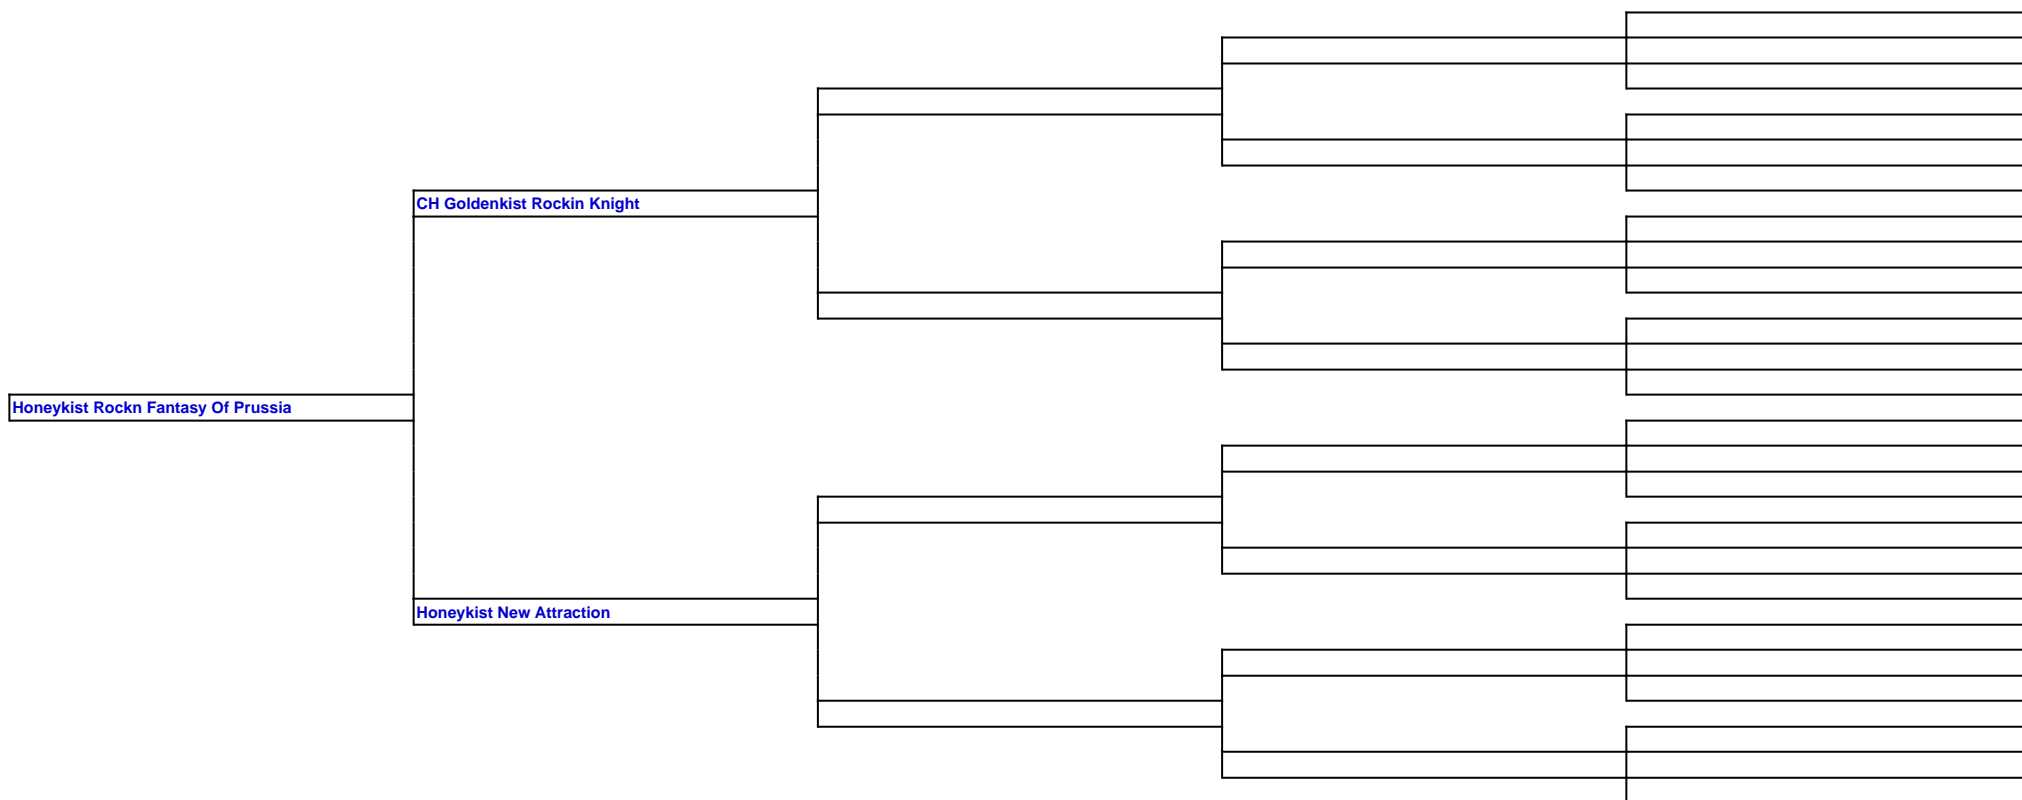 CH Goldenkist Rockin Knight
Honeykist Rockn Fantasy Of Prussia
Honeykist New Attraction